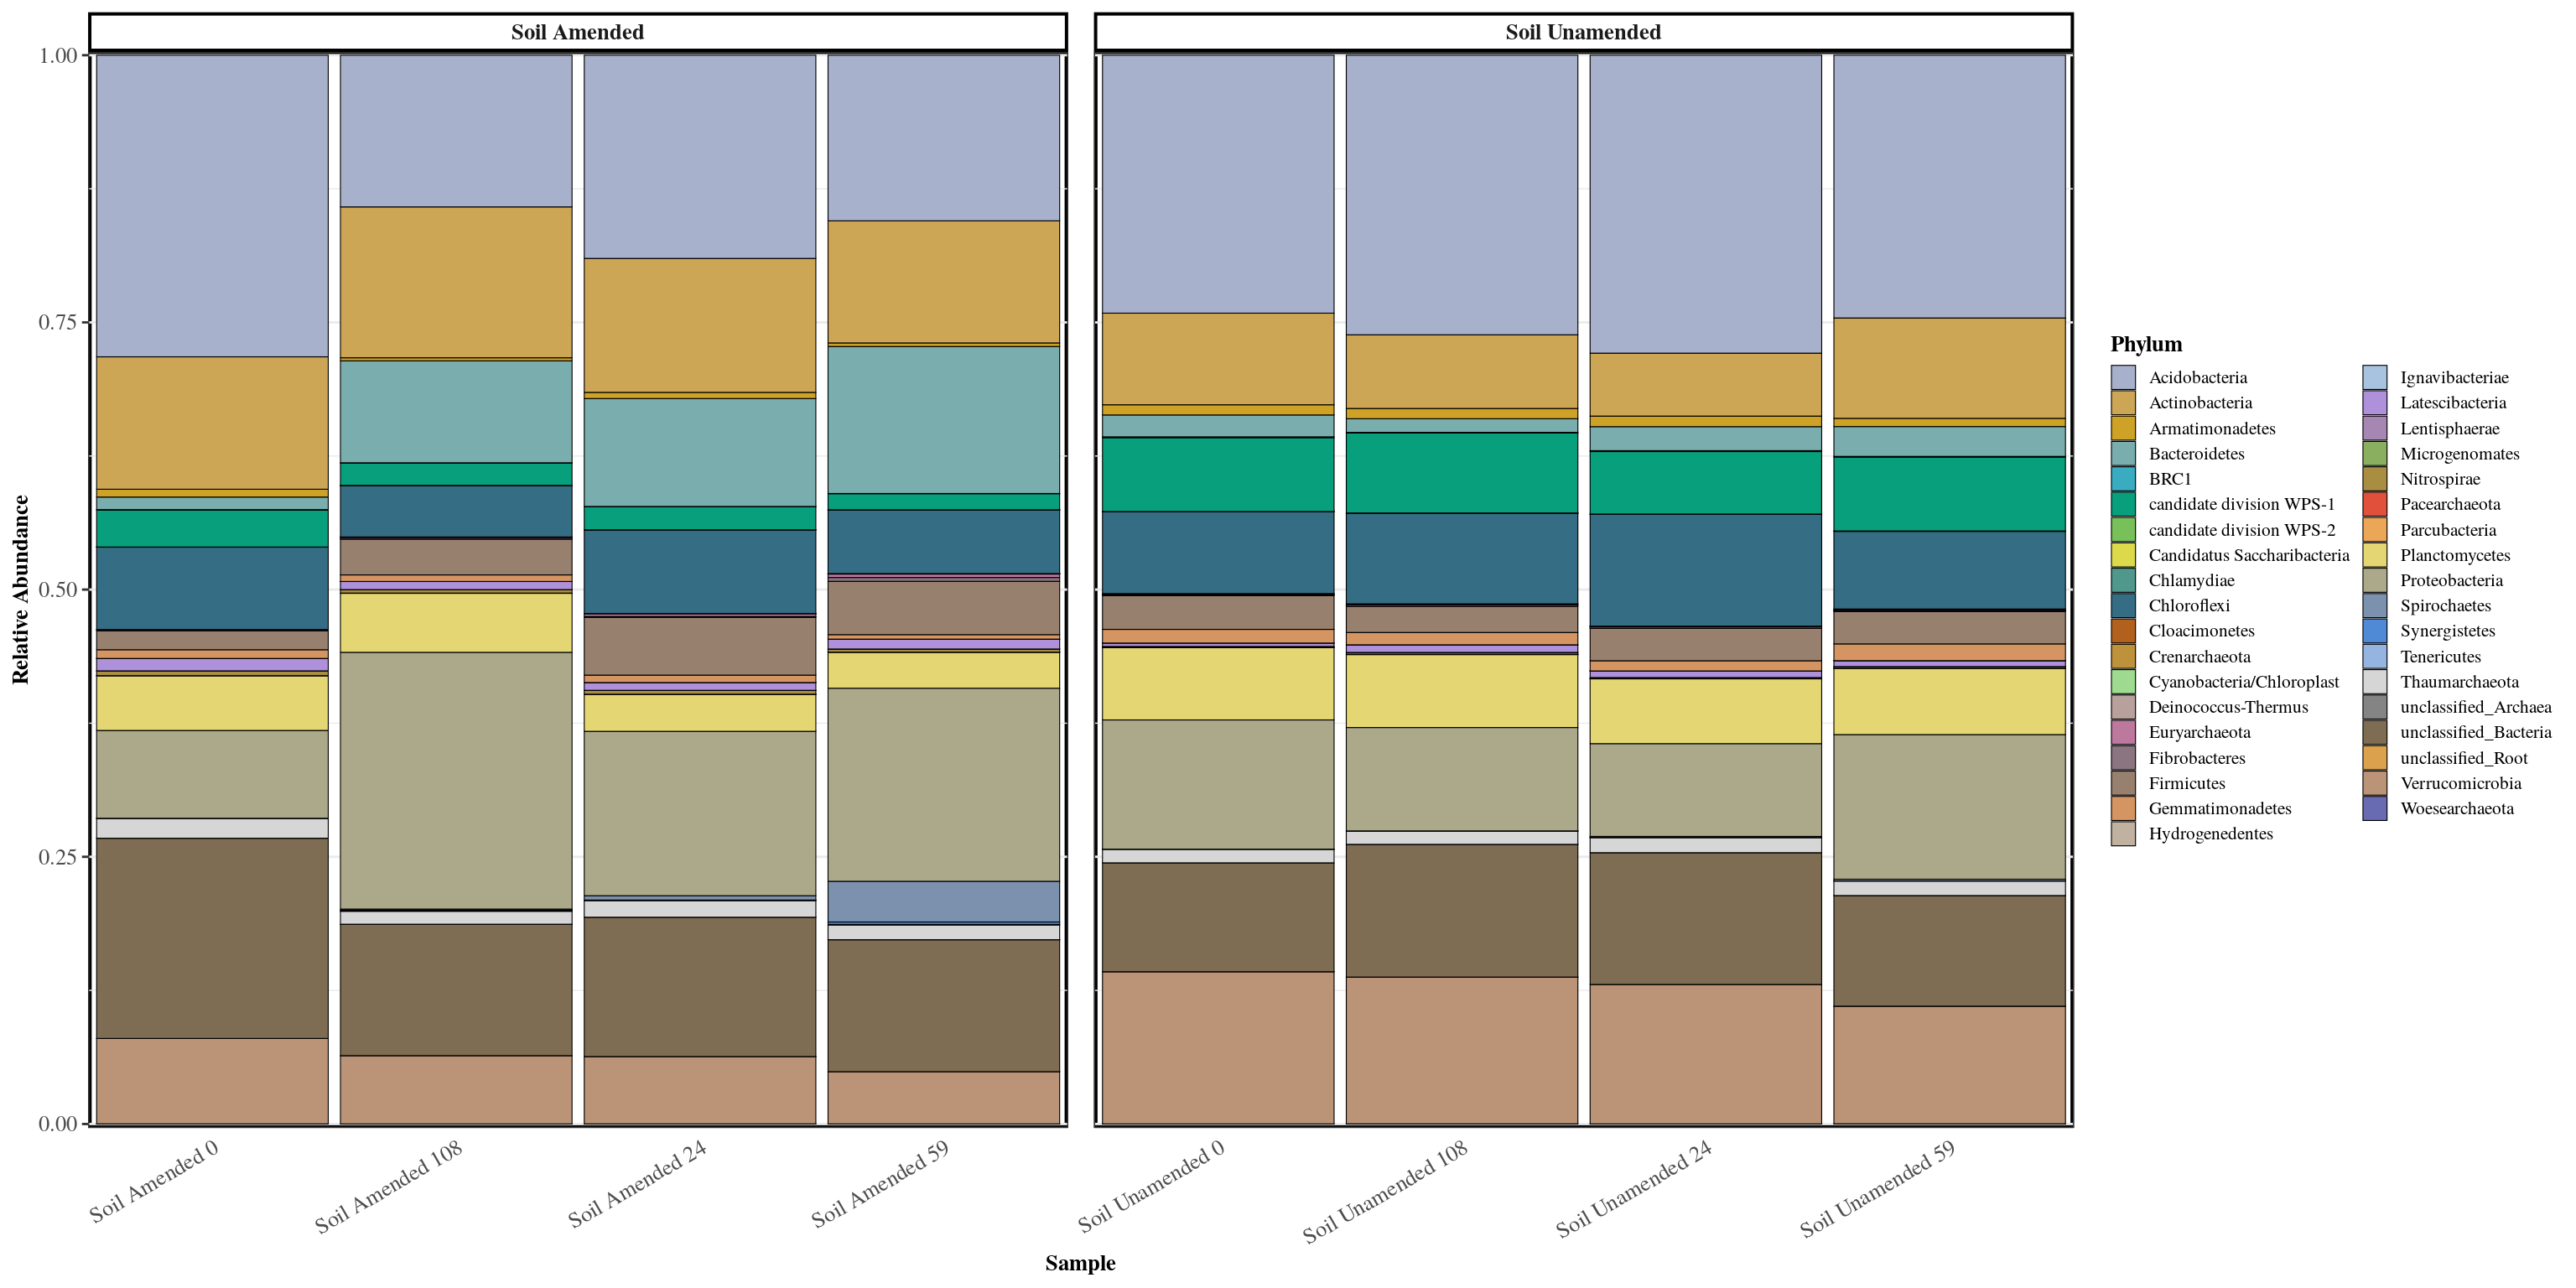 Soil Amended
Soil Unamended
1.00
0.75
0.50
0.25
0.00
Relative Abundance
Soil Amended 0
Soil Amended 108
Soil Amended 24
Soil Amended 59
Soil Unamended 0
Soil Unamended 108
Soil Unamended 24
Soil Unamended 59
Sample
Phylum
Acidobacteria
Actinobacteria
Armatimonadetes
Bacteroidetes
BRC1
candidate division WPS-1
candidate division WPS-2
Candidatus Saccharibacteria
Chlamydiae
Chloroflexi
Cloacimonetes
Crenarchaeota
Cyanobacteria/Chloroplast
Deinococcus-Thermus
Euryarchaeota
Fibrobacteres
Firmicutes
Gemmatimonadetes
Hydrogenedentes
Ignavibacteriae
Latescibacteria
Lentisphaerae
Microgenomates
Nitrospirae
Pacearchaeota
Parcubacteria
Planctomycetes
Proteobacteria
Spirochaetes
Synergistetes
Tenericutes
Thaumarchaeota
unclassified_Archaea
unclassified_Bacteria
unclassified_Root
Verrucomicrobia
Woesearchaeota